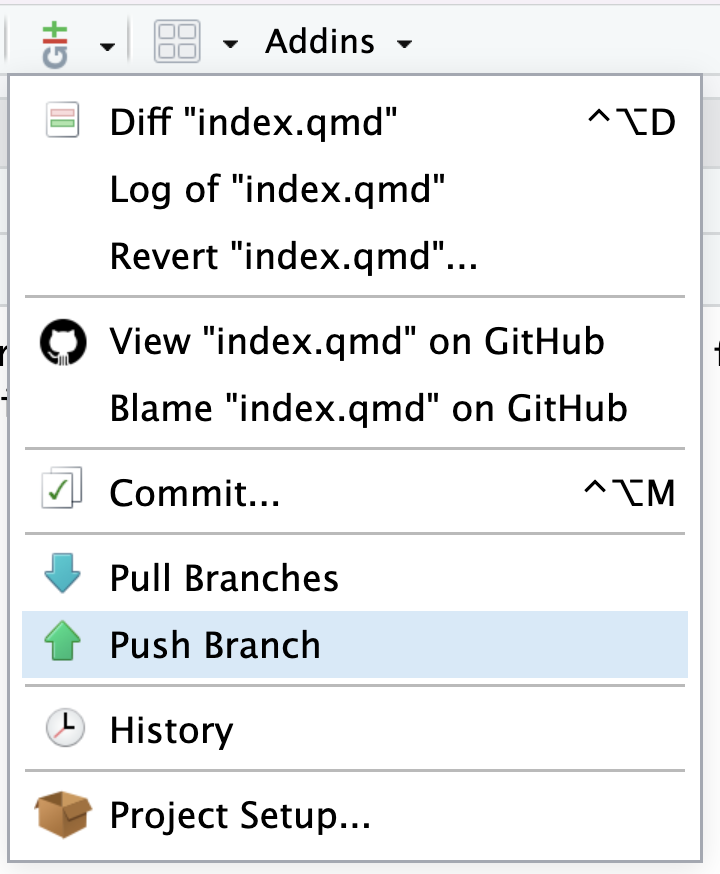 Git Addins
Diff "index.qmd" ^⌥D
Log of "index.qmd"
Revert "index.qmd"...
View "index.qmd" on GitHub
Blame "index.qmd" on GitHub
Commit... ^⌥M
Pull Branches
Push Branch
History
Project Setup...